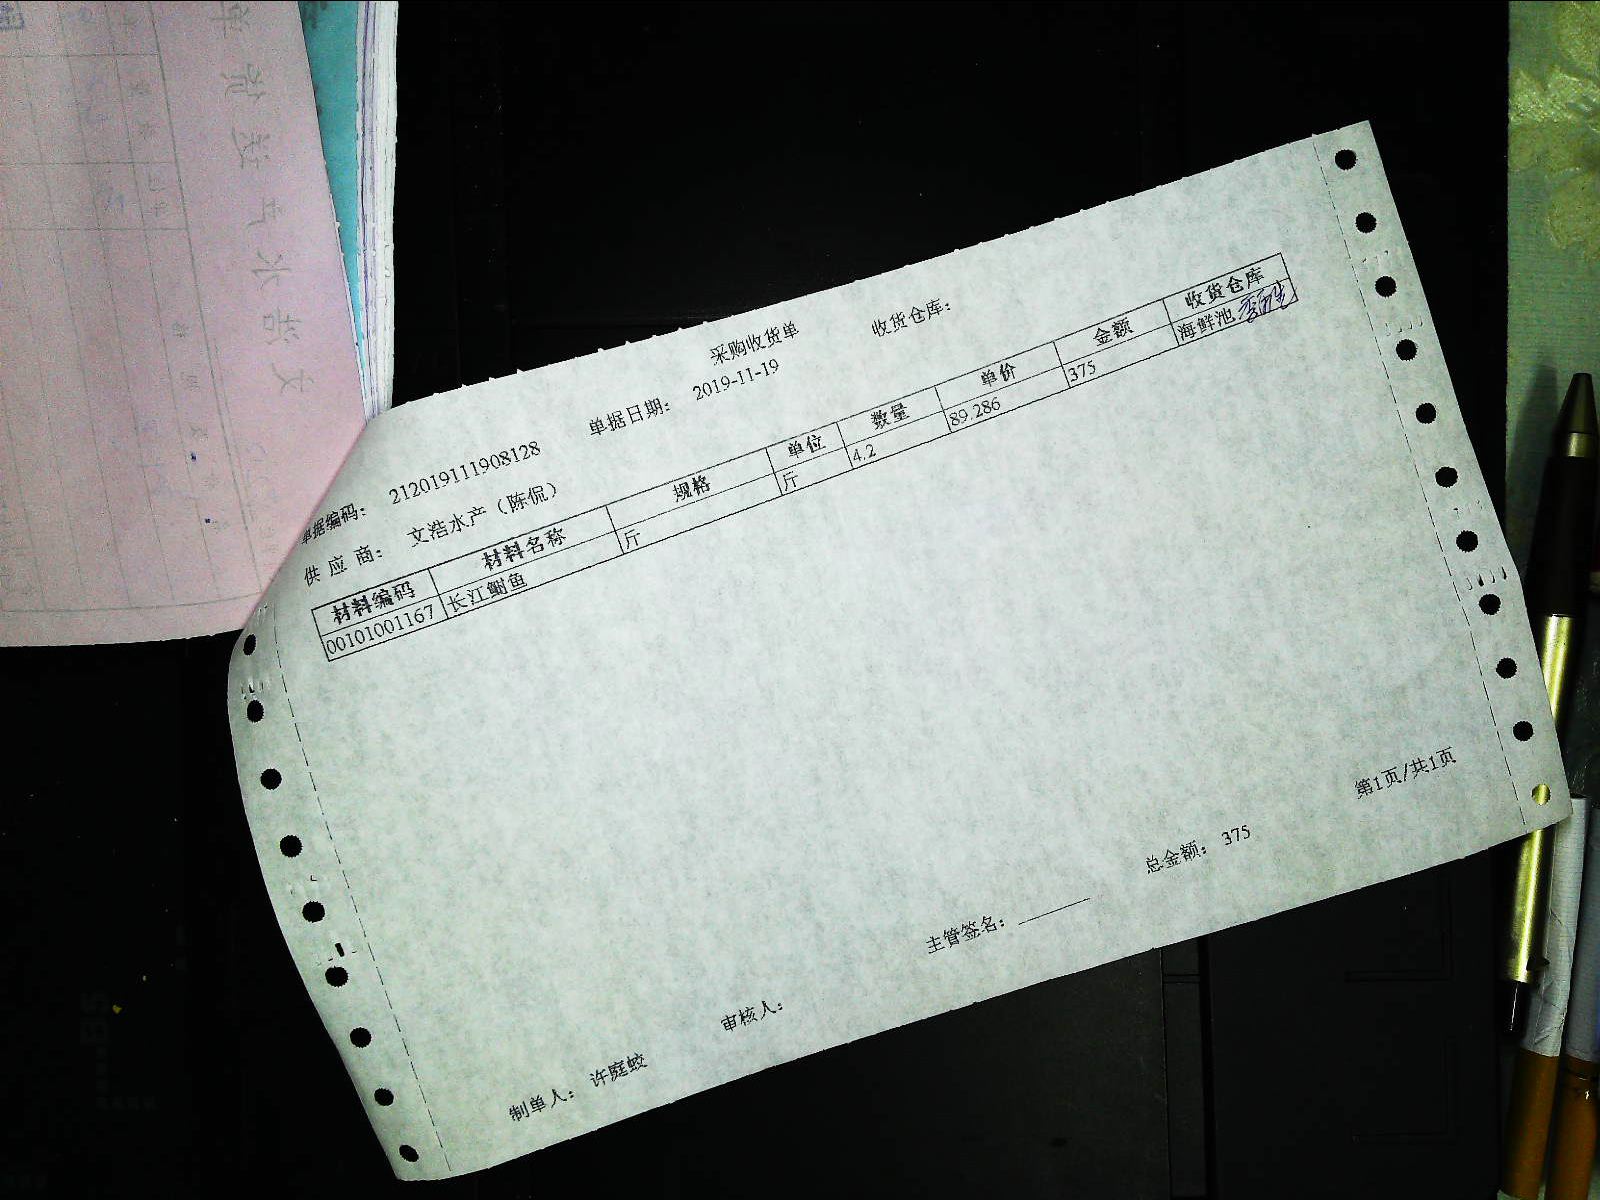 采购收货单
收货仓库：
单据编码： 212019111908128 单据日期： 2019-11-19
供 应 商： 文浩水产（陈侃）
材料编码 材料名称 规格 单位 数量 单价 金额 收货仓库
00101001167 长江鮰鱼 斤 斤 4.2 89.286 375 海鲜池
总金额： 375 第1页/共1页
制单人： 许庭蛟 审核人： 主管签名：